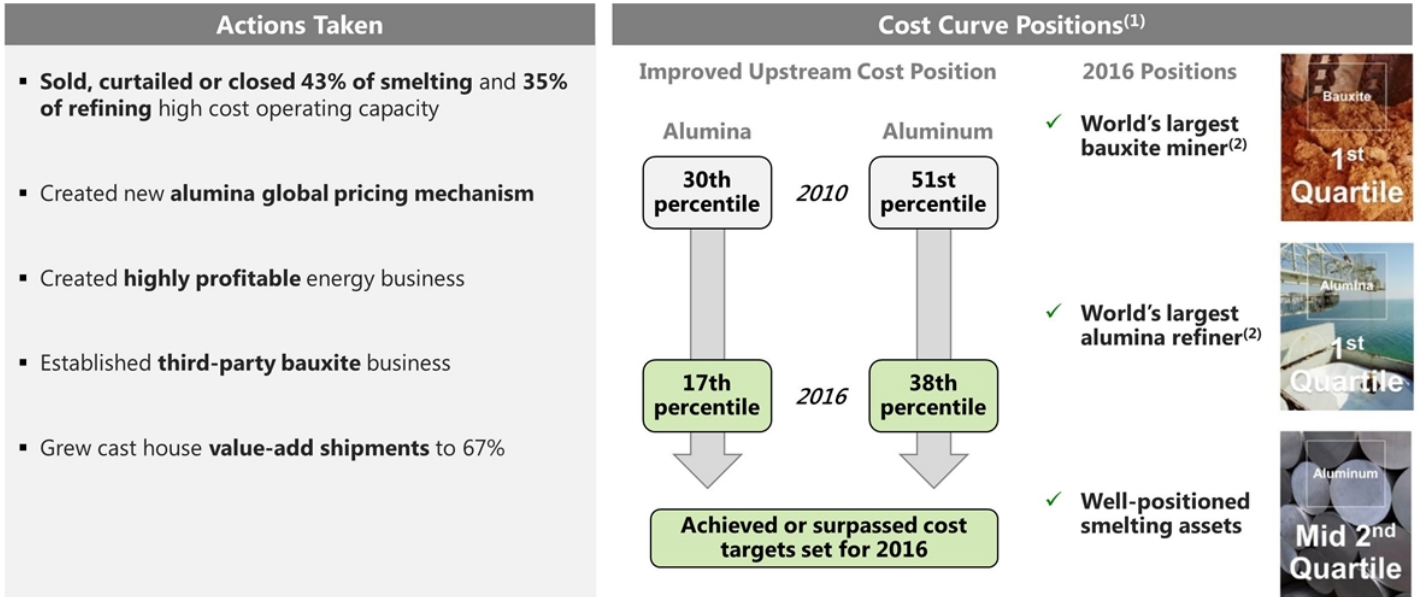 Actions Taken
▪ Sold, curtailed or closed 43% of smelting and 35%
of refining high cost operating capacity
▪ Created new alumina global pricing mechanism
▪ Created highly profitable energy business
▪ Established third-party bauxite business
▪ Grew cast house value-add shipments to 67%
Cost Curve Positions(1)
Improved Upstream Cost Position
Alumina
Aluminum
30th
percentile
2010
51st
percentile
17th
percentile
2016
38th
percentile
Achieved or surpassed cost
targets set for 2016
2016 Positions
✓ World's largest
bauxite miner(2)
Bauxite
1st
Quartile
✓ World's largest
alumina refiner(2)
Alumina
1st
Quartile
✓ Well-positioned
smelting assets
Aluminum
Mid 2nd
Quartile